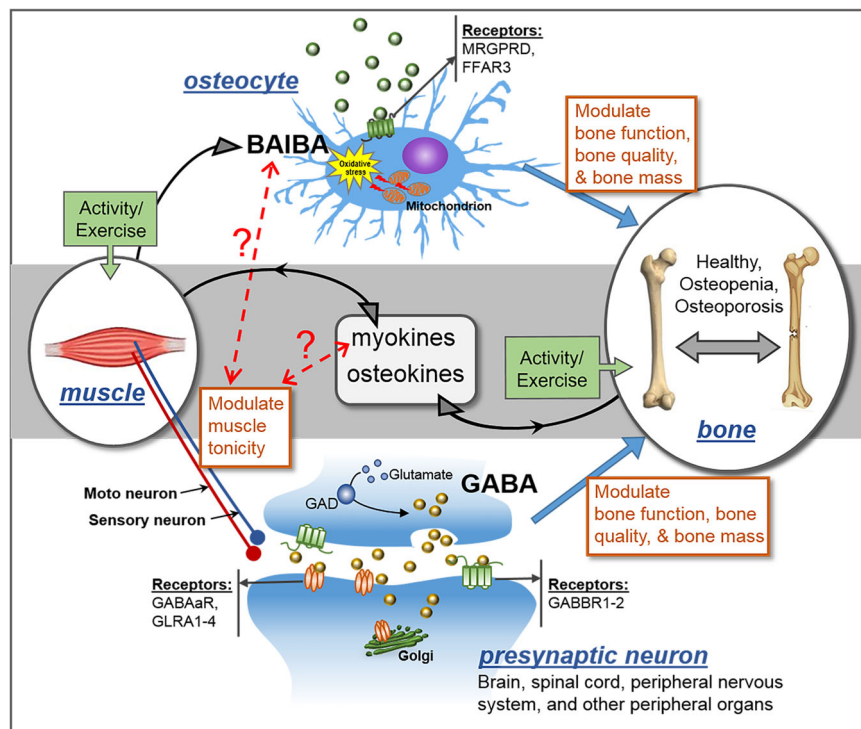 Receptors:
MRGPRD,
FFAR3
osteocyte
BAIBA
Oxidative
stress
Mitochondrion
Modulate
bone function,
bone quality,
& bone mass
Activity/
Exercise
?
Healthy,
Osteopenia,
Osteoporosis
?
myokines
osteokines
Activity/
Exercise
muscle
Modulate
muscle
tonicity
bone
Moto neuron
Sensory neuron
Glutamate
GAD
GABA
Modulate
bone function, bone
quality, & bone mass
Receptors:
GABAaR,
GLRA1-4
Receptors:
GABBR1-2
Golgi
presynaptic neuron
Brain, spinal cord, peripheral nervous
system, and other peripheral organs